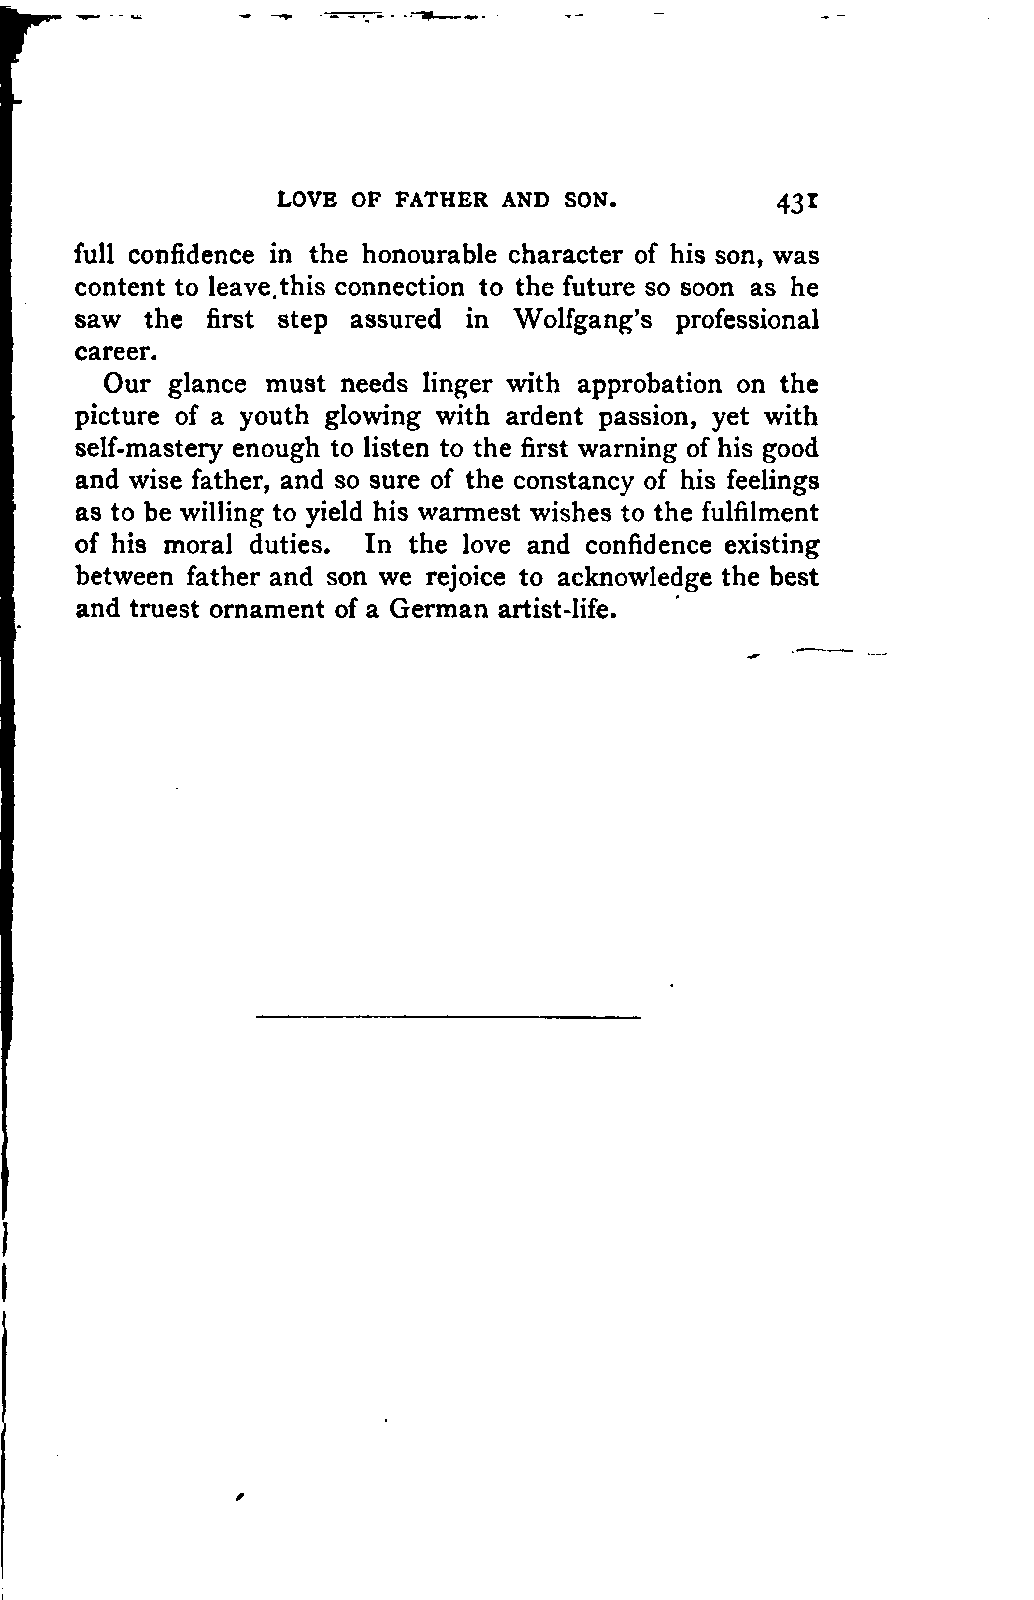 LOVE OF FATHER AND SON. 431
full confidence in the honourable character of his son, was
content to leave this connection to the future so soon as he
saw the first step assured in Wolfgang's professional
career.
Our glance must needs linger with approbation on the
picture of a youth glowing with ardent passion, yet with
self-mastery enough to listen to the first warning of his good
and wise father, and so sure of the constancy of his feelings
as to be willing to yield his warmest wishes to the fulfilment
of his moral duties. In the love and confidence existing
between father and son we rejoice to acknowledge the best
and truest ornament of a German artist-life.